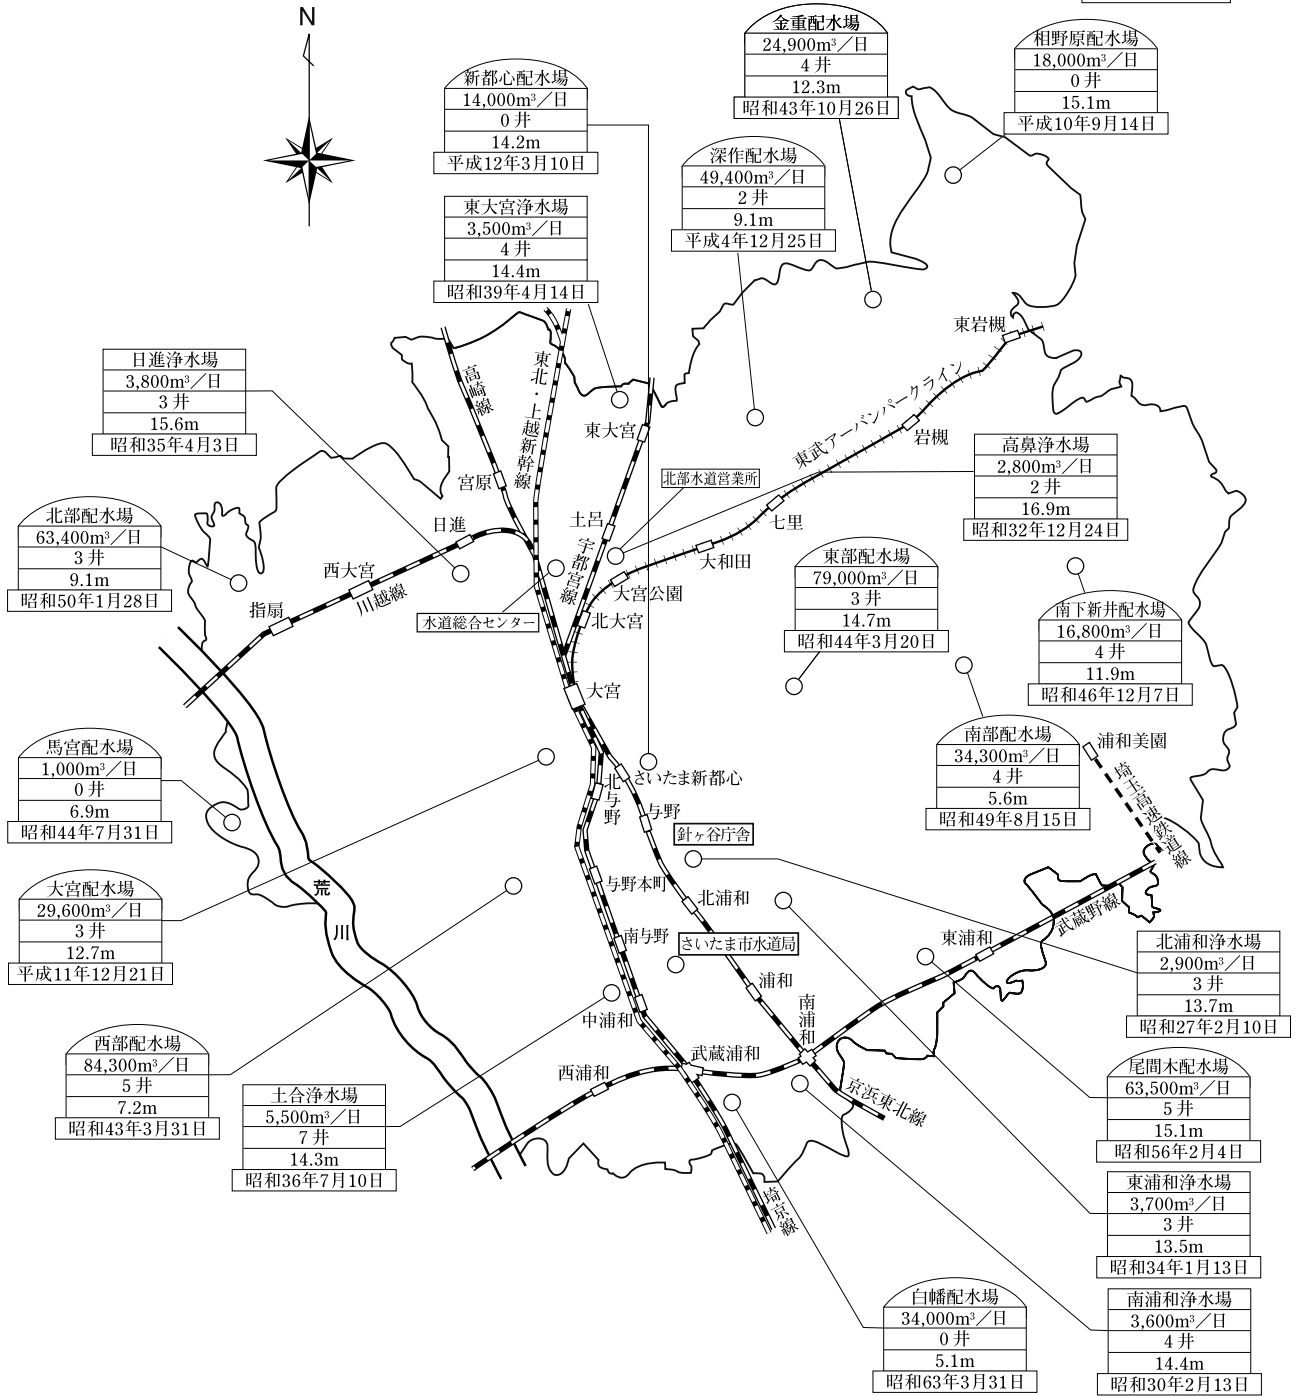 N
金重配水場
24,900m³／日
4 井
12.3m
昭和43年10月26日
相野原配水場
18,000m³／日
0 井
15.1m
平成10年9月14日
新都心配水場
14,000m³／日
0 井
14.2m
平成12年3月10日
深作配水場
49,400m³／日
2 井
9.1m
平成4年12月25日
東大宮浄水場
3,500m³／日
4 井
14.4m
昭和39年4月14日
日進浄水場
3,800m³／日
3 井
15.6m
昭和35年4月3日
高崎線
東北・上越新幹線
東岩槻
東武アーバンパークライン
岩槻
東大宮
宮原
北部水道営業所
高鼻浄水場
2,800m³／日
2 井
16.9m
昭和32年12月24日
北部配水場
63,400m³／日
3 井
9.1m
昭和50年1月28日
日進
土呂
七里
西大宮
川越線
宇都宮線
大和田
大宮公園
指扇
水道総合センター
北大宮
東部配水場
79,000m³／日
3 井
14.7m
昭和44年3月20日
南下新井配水場
16,800m³／日
4 井
11.9m
昭和46年12月7日
大宮
馬宮配水場
1,000m³／日
0 井
6.9m
昭和44年7月31日
南部配水場
34,300m³／日
4 井
5.6m
昭和49年8月15日
浦和美園
埼玉高速鉄道線
さいたま新都心
北与野
与野
針ヶ谷庁舎
大宮配水場
29,600m³／日
3 井
12.7m
平成11年12月21日
荒川
与野本町
北浦和
南与野
さいたま市水道局
東浦和
武蔵野線
北浦和浄水場
2,900m³／日
3 井
13.7m
昭和27年2月10日
浦和
南浦和
中浦和
西部配水場
84,300m³／日
5 井
7.2m
昭和43年3月31日
武蔵浦和
西浦和
京浜東北線
土合浄水場
5,500m³／日
7 井
14.3m
昭和36年7月10日
尾間木配水場
63,500m³／日
5 井
15.1m
昭和56年2月4日
埼京線
東浦和浄水場
3,700m³／日
3 井
13.5m
昭和34年1月13日
白幡配水場
34,000m³／日
0 井
5.1m
昭和63年3月31日
南浦和浄水場
3,600m³／日
4 井
14.4m
昭和30年2月13日